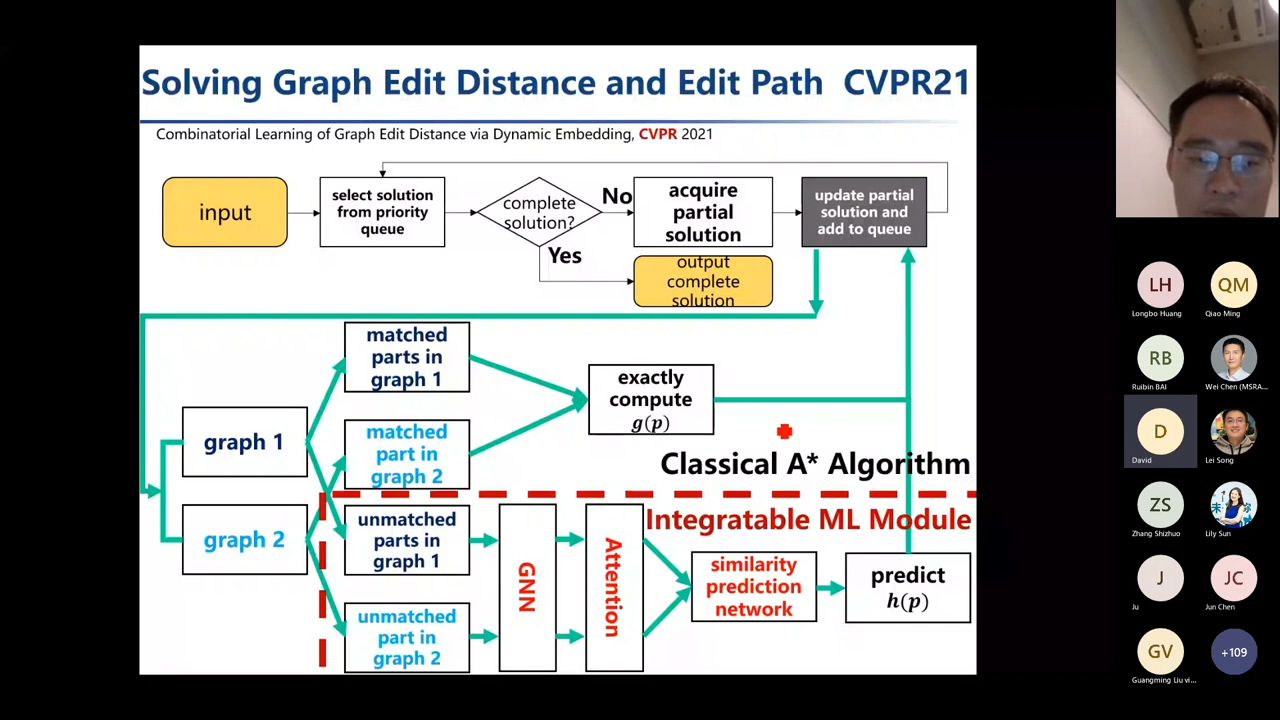 Solving Graph Edit Distance and Edit Path CVPR21
Combinatorial Learning of Graph Edit Distance via Dynamic Embedding, CVPR 2021
input
select solution
from priority
queue
complete
solution?
No
Yes
acquire
partial
solution
update partial
solution and
add to queue
output
complete
solution
matched
parts in
graph 1
exactly
compute
g(p)
graph 1
matched
part in
graph 2
Classical A* Algorithm
Integratable ML Module
graph 2
unmatched
parts in
graph 1
GNN
Attention
similarity
prediction
network
predict
h(p)
unmatched
part in
graph 2
LH
Longbo Huang
QM
Qiao Ming
RB
Ruibin BAI
Wei Chen (MSRA...
D
David
Lei Song
ZS
Zhang Shizhuo
Lily Sun
J
Ju
JC
Jun Chen
GV
Guangming Liu vi...
+109